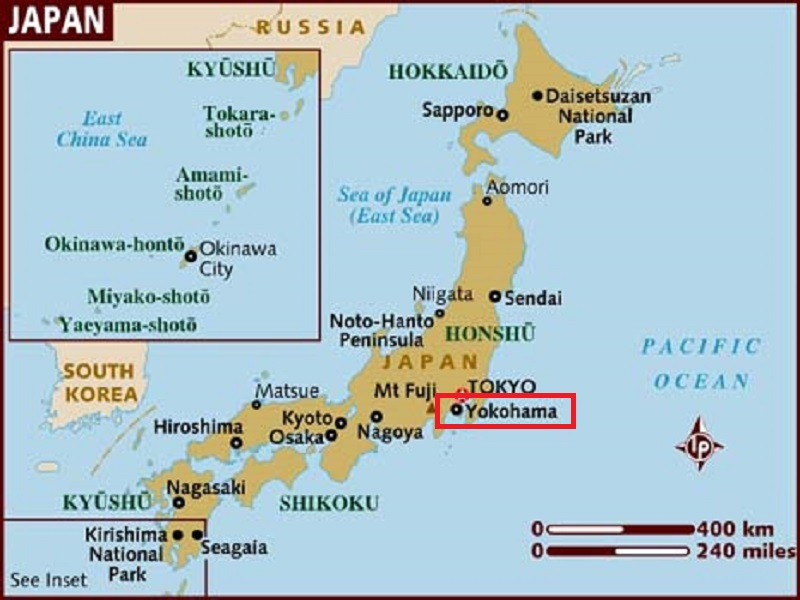 JAPAN
RUSSIA
KYŪSHŪ
HOKKAIDŌ
East
China Sea
Tokara-
shotō
Sapporo
Daisetsuzan
National
Park
Amami-
shotō
Sea of Japan
(East Sea)
Aomori
Okinawa-hontō
Okinawa
City
Miyako-shotō
Yaeyama-shotō
Niigata
Sendai
Noto-Hanto
Peninsula
HONSHŪ
JAPAN
PACIFIC
OCEAN
SOUTH
KOREA
Matsue
Mt Fuji
TOKYO
Yokohama
Hiroshima
Kyoto
Osaka
Nagoya
LP
Nagasaki
KYŪSHŪ
SHIKOKU
Kirishima
National
Park
Seagaia
See Inset
0 400 km
0 240 miles